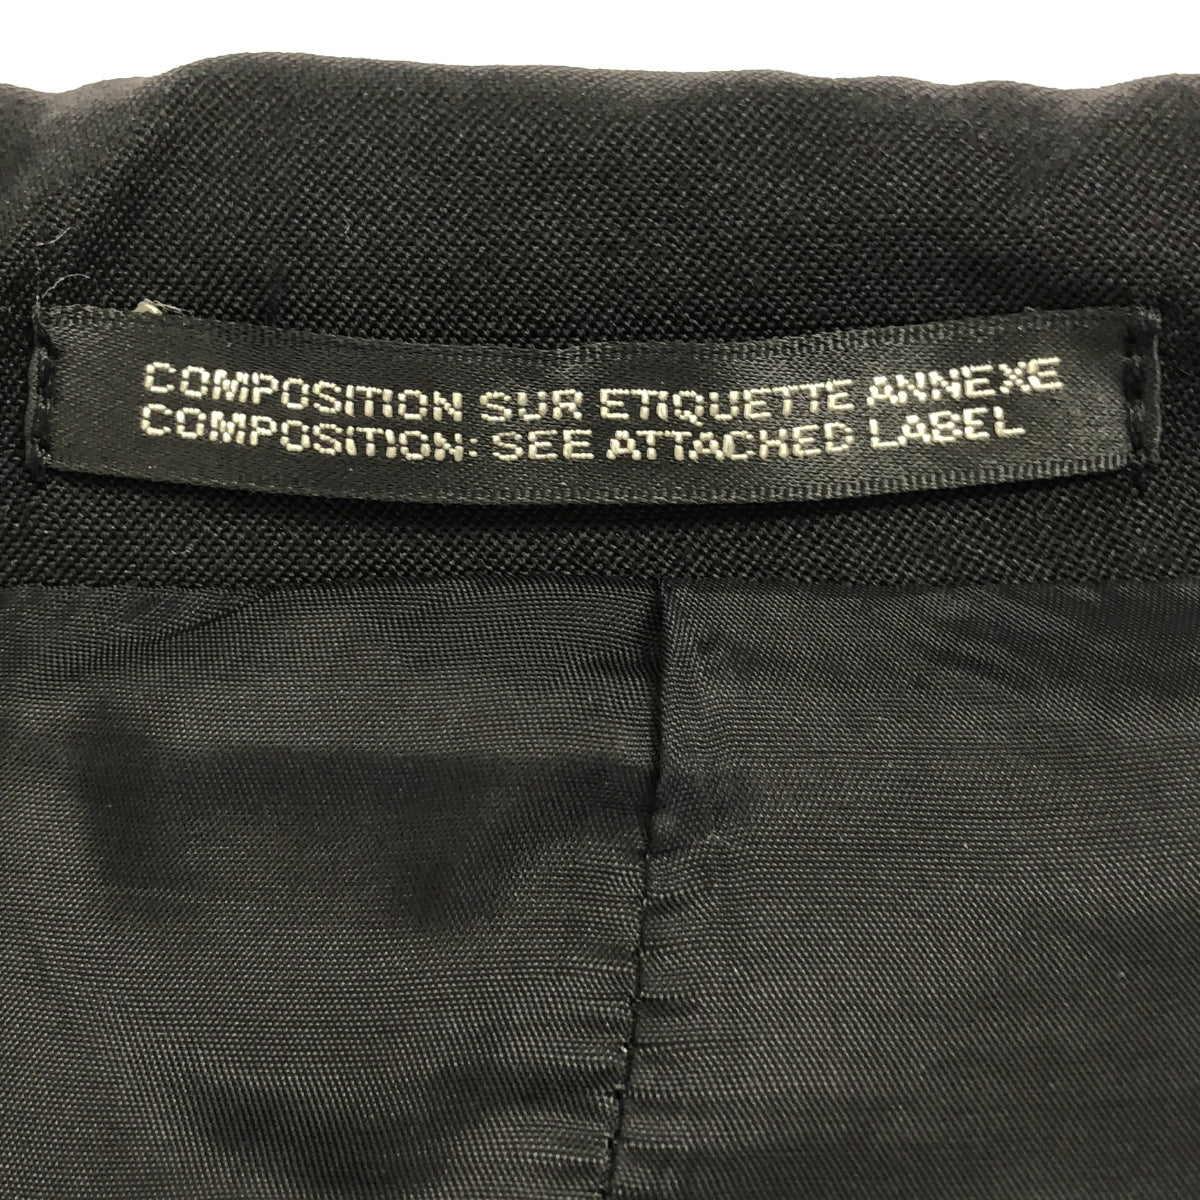 COMPOSITION SUR ETIQUETTE ANNEXE
COMPOSITION: SEE ATTACHED LABEL